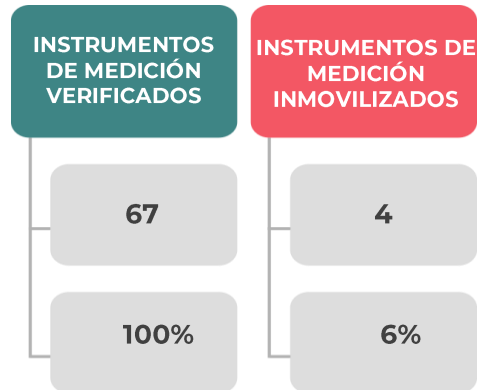 INSTRUMENTOS
DE MEDICIÓN
VERIFICADOS
67
100%
INSTRUMENTOS DE
MEDICIÓN
INMOVILIZADOS
4
6%